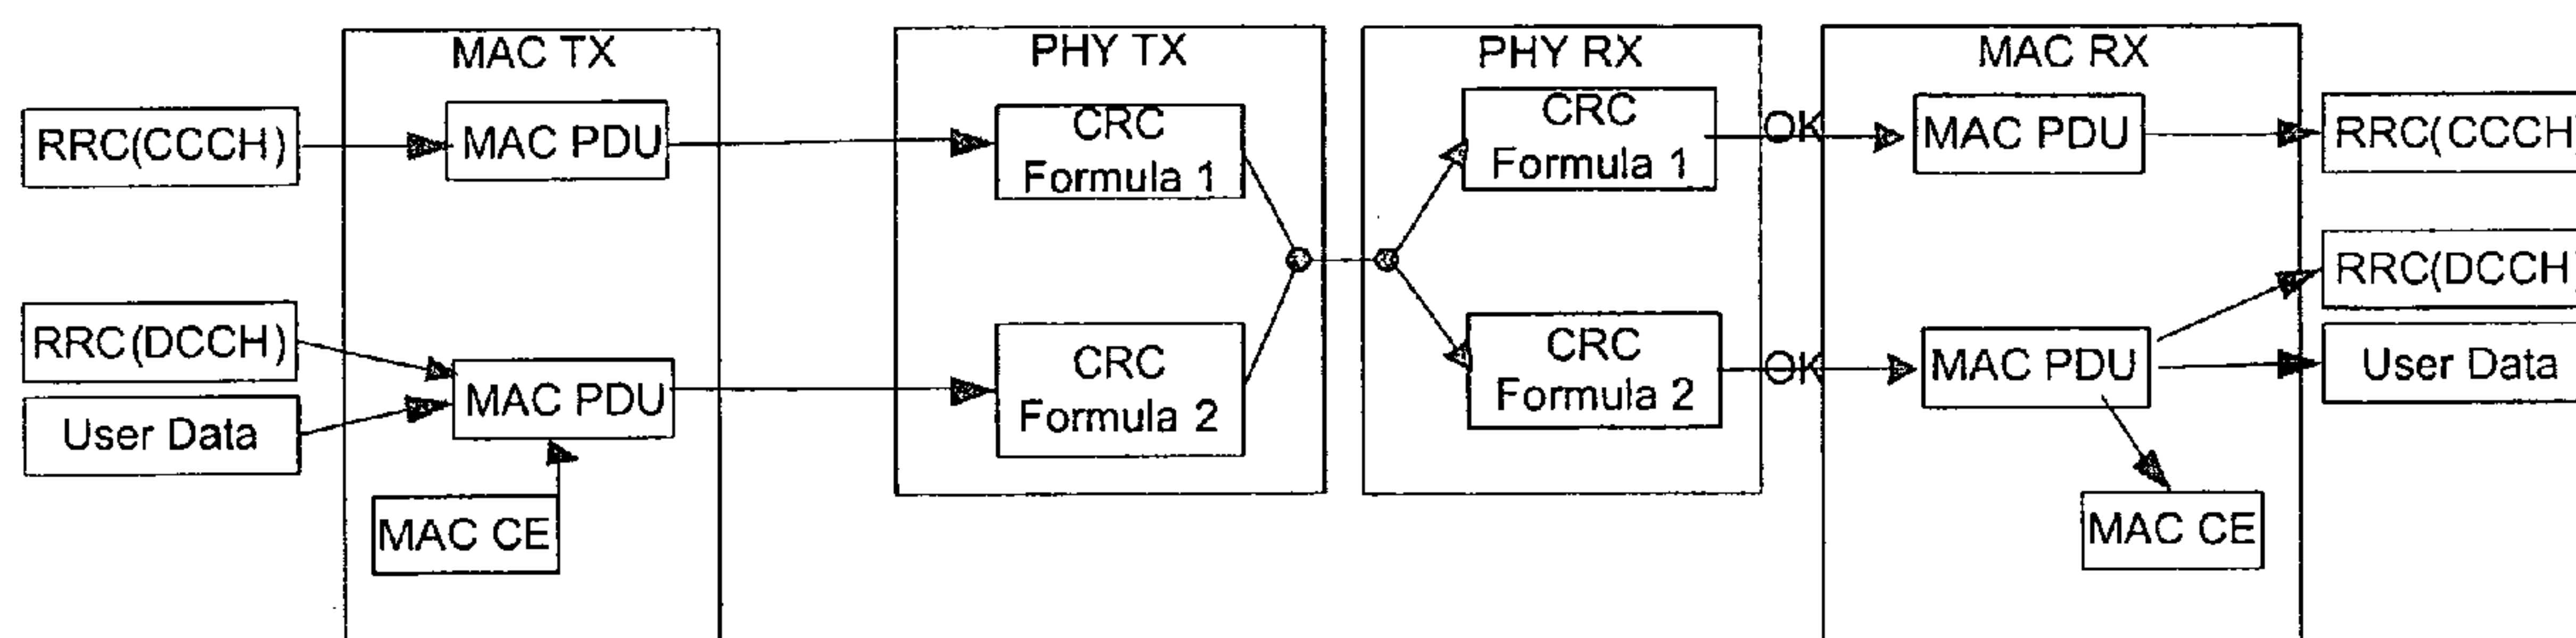 MAC TX
PHY TX
PHY RX
MAC RX
RRC(CCCH)
MAC PDU
CRC
Formula 1
CRC
Formula 1
OK
MAC PDU
RRC(CCCH)
RRC(DCCH)
User Data
MAC PDU
MAC CE
CRC
Formula 2
CRC
Formula 2
OK
MAC PDU
RRC(DCCH)
User Data
MAC CE